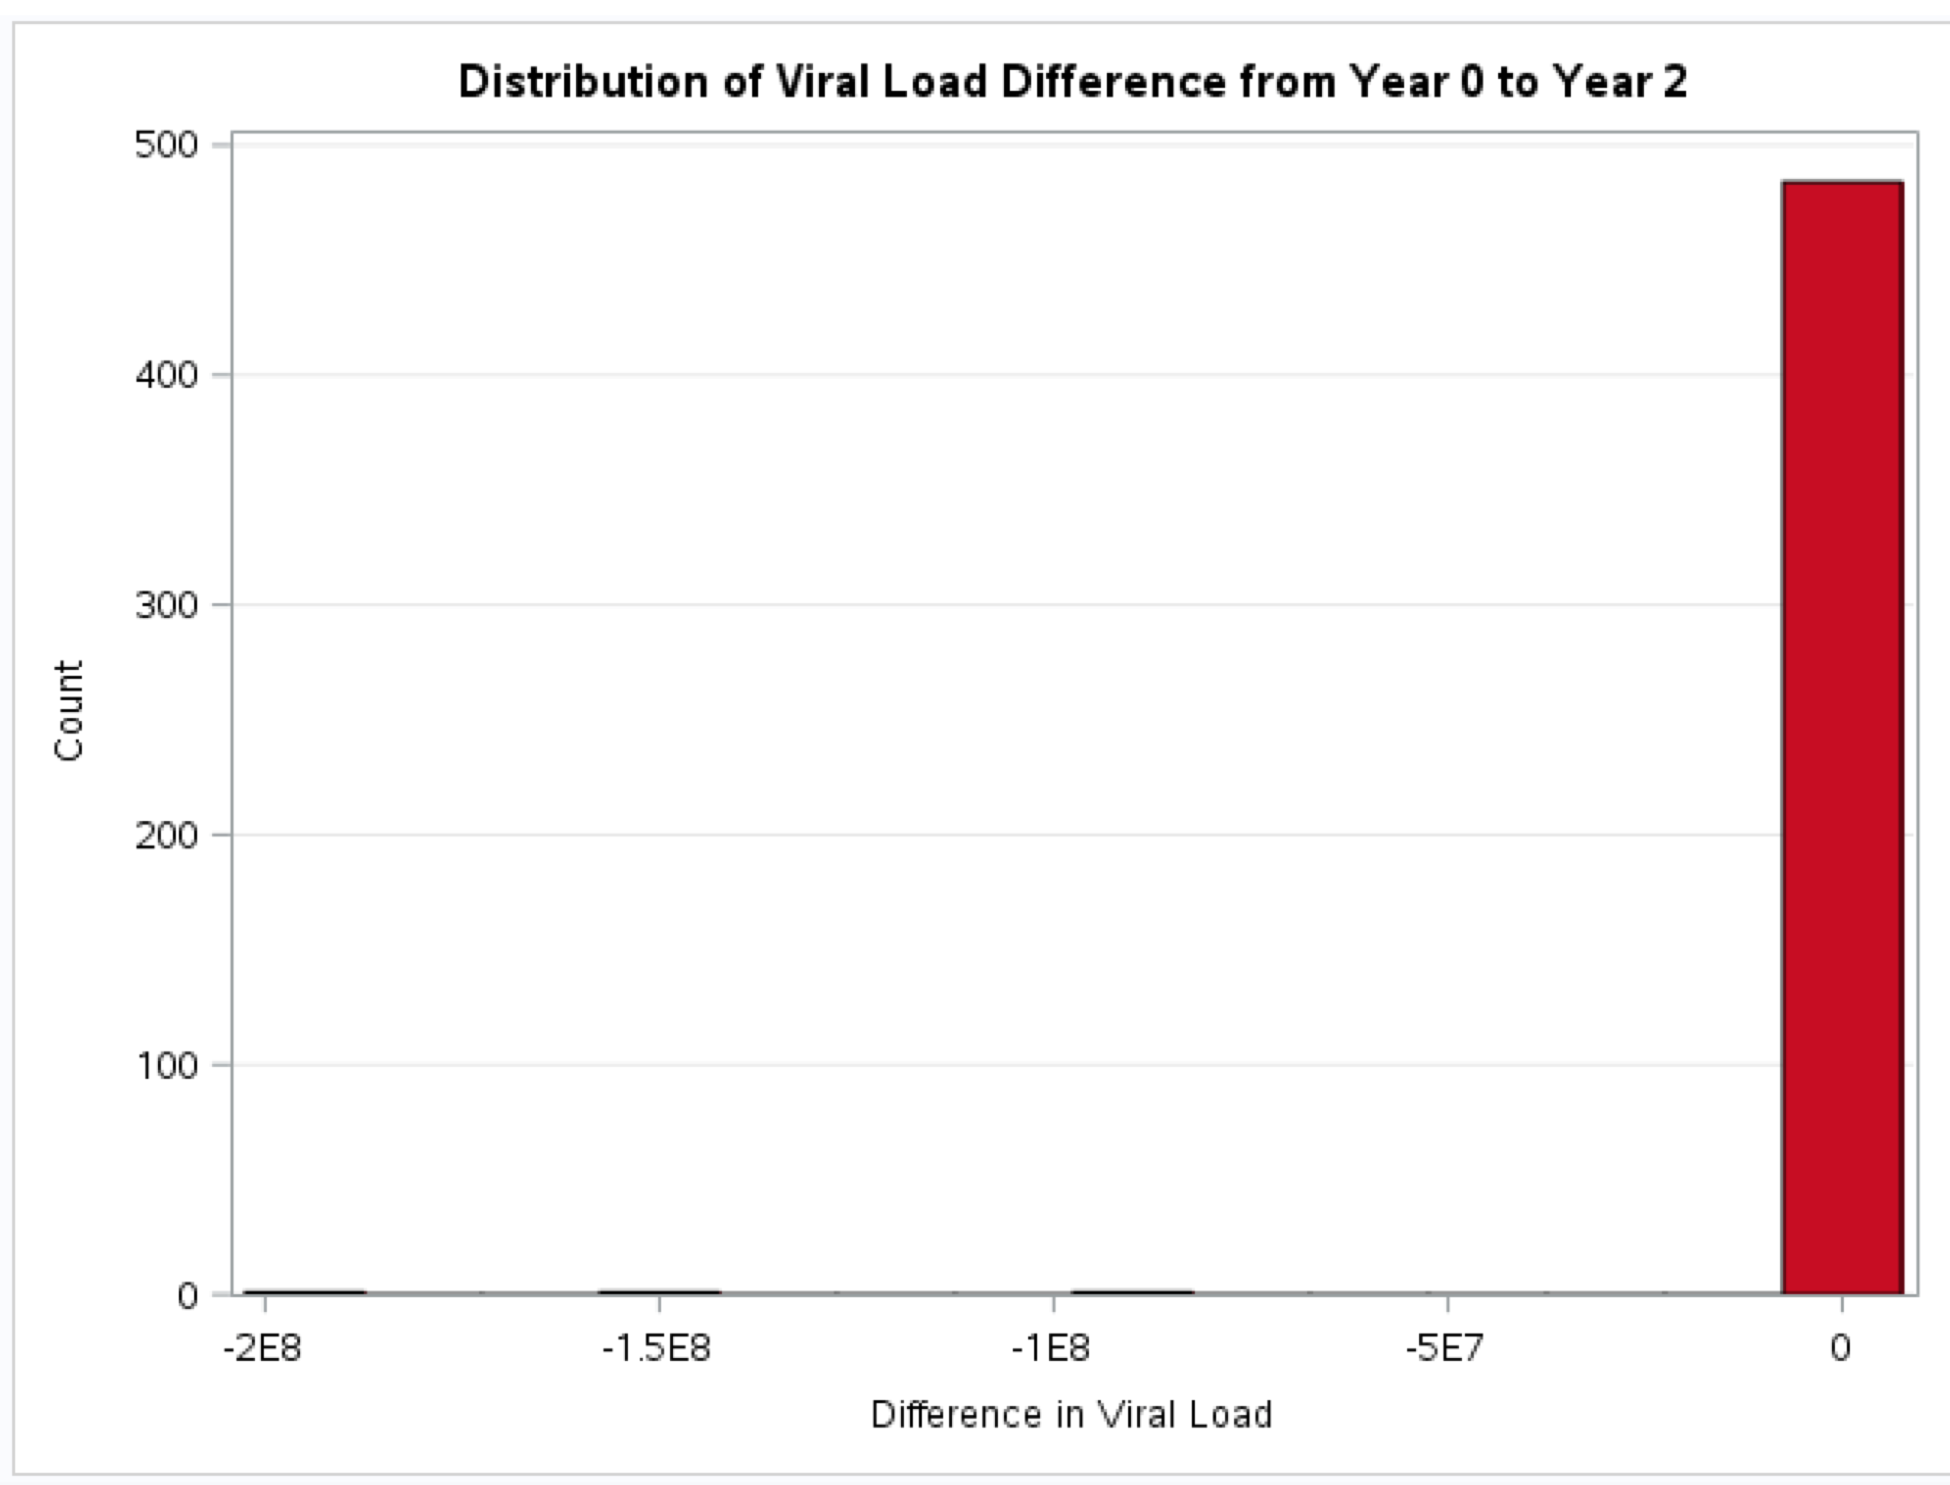 Distribution of Viral Load Difference from Year 0 to Year 2
500
400
300
200
100
0
Count
-2E8 -1.5E8 -1E8 -5E7 0
Difference in Viral Load